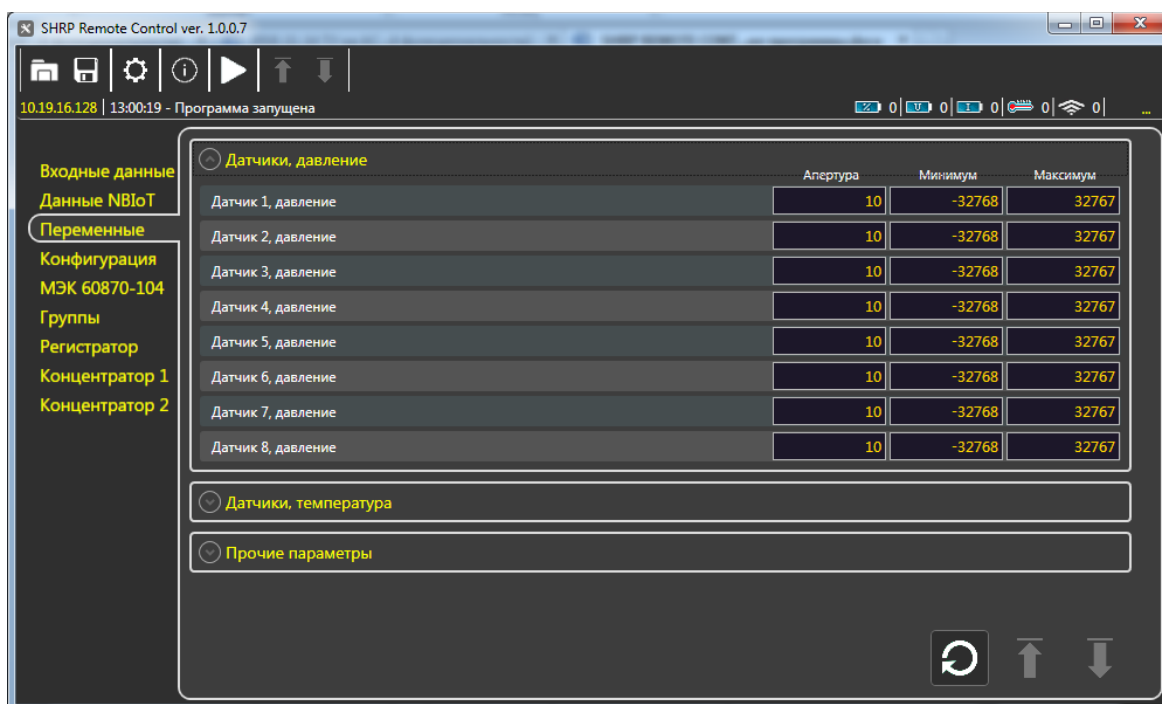 SHRP Remote Control ver. 1.0.0.7
10.19.16.128 13:00:19 - Программа запущена % 0 U 0 I 0 0 0 ...
Входные данные
Данные NBIoT
Переменные
Конфигурация
МЭК 60870-104
Группы
Регистратор
Концентратор 1
Концентратор 2
Датчики, давление
Апертура Минимум Максимум
Датчик 1, давление 10 -32768 32767
Датчик 2, давление 10 -32768 32767
Датчик 3, давление 10 -32768 32767
Датчик 4, давление 10 -32768 32767
Датчик 5, давление 10 -32768 32767
Датчик 6, давление 10 -32768 32767
Датчик 7, давление 10 -32768 32767
Датчик 8, давление 10 -32768 32767
Датчики, температура
Прочие параметры